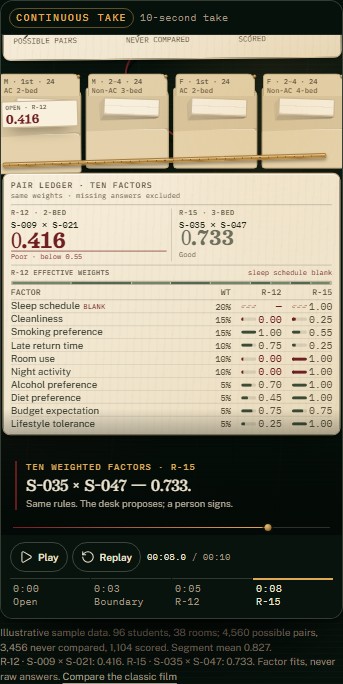 CONTINUOUS TAKE 10-second take
POSSIBLE PAIRS NEVER COMPARED SCORED
M · 1st · 24 M · 2-4 · 24 F · 1st · 24 F · 2-4 · 24
AC 2-bed Non-AC 3-bed AC 2-bed Non-AC 4-bed
OPEN · R-12
0.416
PAIR LEDGER · TEN FACTORS
same weights · missing answers excluded
R-12 · 2-BED R-15 · 3-BED
S-009 × S-021 S-035 × S-047
0.416 0.733
Poor · below 0.55 Good
R-12 EFFECTIVE WEIGHTS sleep schedule blank
FACTOR WT R-12 R-15
Sleep schedule BLANK 20% — 1.00
Cleanliness 15% 0.00 0.25
Smoking preference 15% 1.00 0.55
Late return time 10% 0.75 0.25
Room use 10% 0.00 1.00
Night activity 10% 0.00 1.00
Alcohol preference 5% 0.70 1.00
Diet preference 5% 0.45 1.00
Budget expectation 5% 0.75 0.75
Lifestyle tolerance 5% 0.25 1.00
TEN WEIGHTED FACTORS · R-15
S-035 × S-047 — 0.733.
Same rules. The desk proposes; a person signs.
Play Replay 00:08.0 / 00:10
0:00 0:03 0:05 0:08
Open Boundary R-12 R-15
Illustrative sample data. 96 students, 38 rooms; 4,560 possible pairs,
3,456 never compared, 1,104 scored. Segment mean 0.827.
R-12 · S-009 × S-021: 0.416. R-15 · S-035 × S-047: 0.733. Factor fits, never
raw answers. Compare the classic film